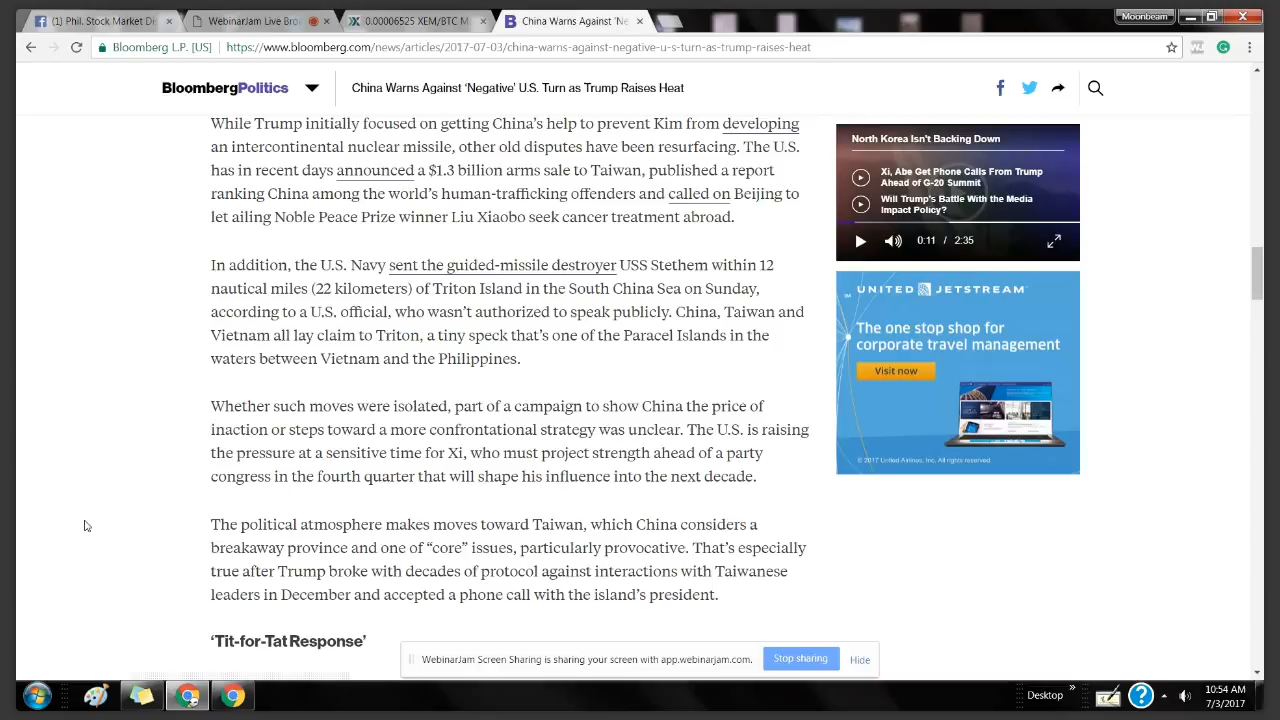 (1) Phil. Stock Market Di
WebinarJam Live Bro
0.00006525 XEM/BTC M
China Warns Against 'Ne
Moonbeam
Bloomberg L.P. [US]
https://www.bloomberg.com/news/articles/2017-07-03/china-warns-against-negative-u-s-turn-as-trump-raises-heat
BloombergPolitics
China Warns Against ‘Negative’ U.S. Turn as Trump Raises Heat
While Trump initially focused on getting China’s help to prevent Kim from developing
an intercontinental nuclear missile, other old disputes have been resurfacing. The U.S.
has in recent days announced a $1.3 billion arms sale to Taiwan, published a report
ranking China among the world’s human-trafficking offenders and called on Beijing to
let ailing Noble Peace Prize winner Liu Xiaobo seek cancer treatment abroad.
In addition, the U.S. Navy sent the guided-missile destroyer USS Stethem within 12
nautical miles (22 kilometers) of Triton Island in the South China Sea on Sunday,
according to a U.S. official, who wasn’t authorized to speak publicly. China, Taiwan and
Vietnam all lay claim to Triton, a tiny speck that’s one of the Paracel Islands in the
waters between Vietnam and the Philippines.
Whether such moves were isolated, part of a campaign to show China the price of
inaction or steps toward a more confrontational strategy was unclear. The U.S. is raising
the pressure at a sensitive time for Xi, who must project strength ahead of a party
congress in the fourth quarter that will shape his influence into the next decade.
The political atmosphere makes moves toward Taiwan, which China considers a
breakaway province and one of “core” issues, particularly provocative. That’s especially
true after Trump broke with decades of protocol against interactions with Taiwanese
leaders in December and accepted a phone call with the island’s president.
‘Tit-for-Tat Response’
North Korea Isn't Backing Down
Xi, Abe Get Phone Calls From Trump
Ahead of G-20 Summit
Will Trump's Battle With the Media
Impact Policy?
0:11 / 2:35
UNITED JETSTREAM
The one stop shop for
corporate travel management
Visit now
© 2017 United Airlines, Inc. All rights reserved
WebinarJam Screen Sharing is sharing your screen with app.webinarjam.com.
Stop sharing
Hide
Desktop
10:54 AM
7/3/2017